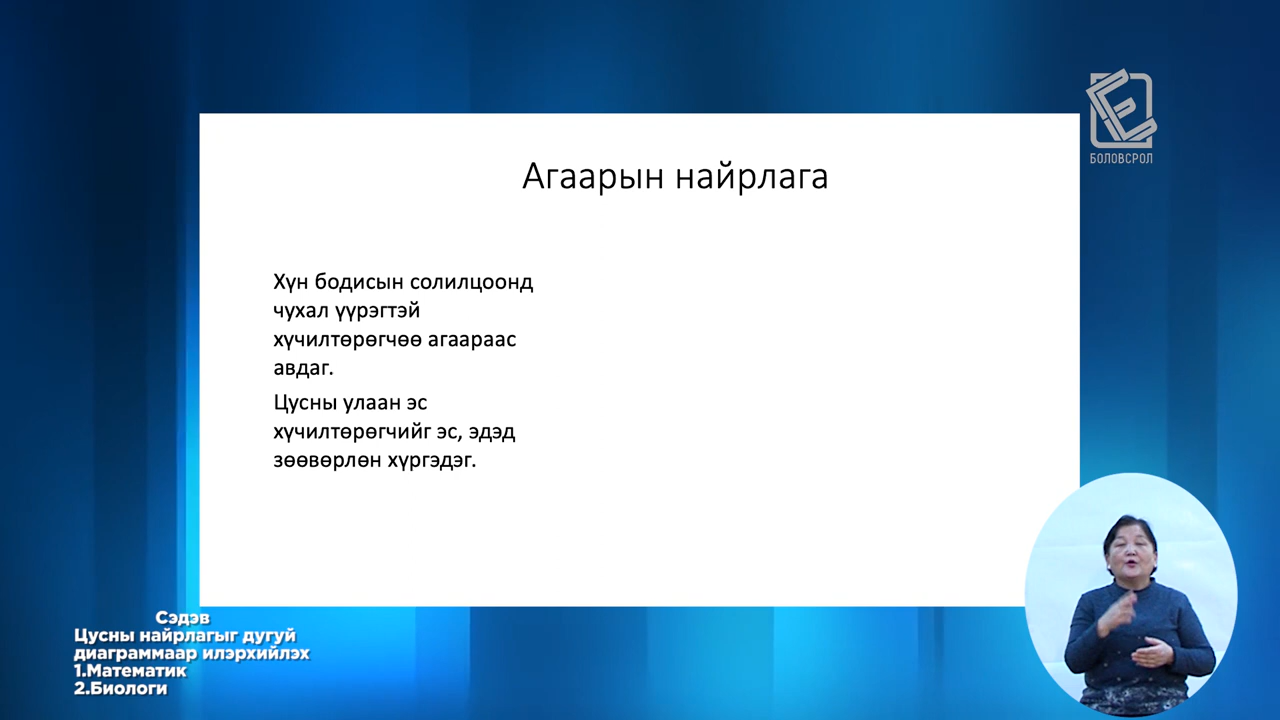 БОЛОВСРОЛ
Агаарын найрлага
Хүн бодисын солилцоонд
чухал үүрэгтэй
хүчилтөрөгчөө агаараас
авдаг.
Цусны улаан эс
хүчилтөрөгчийг эс, эдэд
зөөвөрлөн хүргэдэг.
Сэдэв
Цусны найрлагыг дугуй
диаграммаар илэрхийлэх
1.Математик
2.Биологи